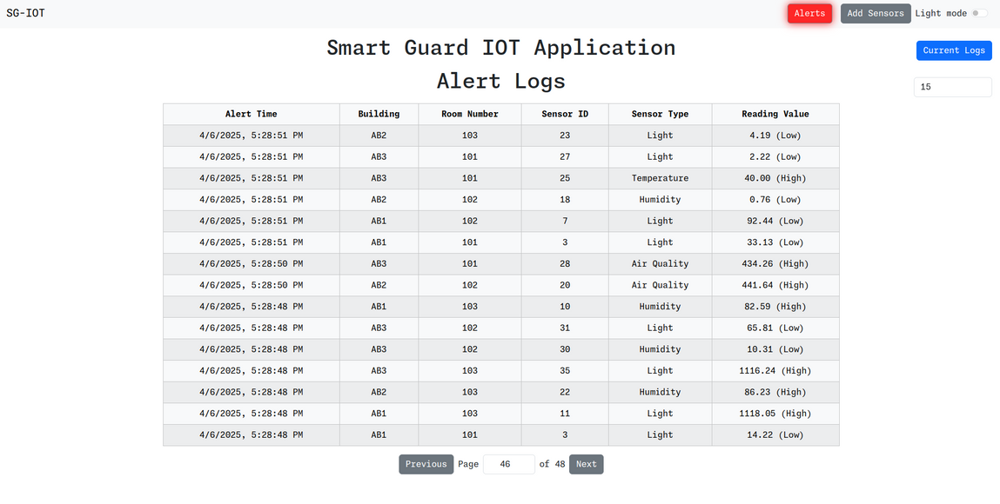 SG-IOT Alerts Add Sensors Light mode
Smart Guard IOT Application
Current Logs
Alert Logs
15
Alert Time Building Room Number Sensor ID Sensor Type Reading Value
4/6/2025, 5:28:51 PM AB2 103 23 Light 4.19 (Low)
4/6/2025, 5:28:51 PM AB3 101 27 Light 2.22 (Low)
4/6/2025, 5:28:51 PM AB3 101 25 Temperature 40.00 (High)
4/6/2025, 5:28:51 PM AB2 102 18 Humidity 0.76 (Low)
4/6/2025, 5:28:51 PM AB1 102 7 Light 92.44 (Low)
4/6/2025, 5:28:51 PM AB1 101 3 Light 33.13 (Low)
4/6/2025, 5:28:50 PM AB3 101 28 Air Quality 434.26 (High)
4/6/2025, 5:28:50 PM AB2 102 20 Air Quality 441.64 (High)
4/6/2025, 5:28:48 PM AB1 103 10 Humidity 82.59 (High)
4/6/2025, 5:28:48 PM AB3 102 31 Light 65.81 (Low)
4/6/2025, 5:28:48 PM AB3 102 30 Humidity 10.31 (Low)
4/6/2025, 5:28:48 PM AB3 103 35 Light 1116.24 (High)
4/6/2025, 5:28:48 PM AB2 103 22 Humidity 86.23 (High)
4/6/2025, 5:28:48 PM AB1 103 11 Light 1118.05 (High)
4/6/2025, 5:28:48 PM AB1 101 3 Light 14.22 (Low)
Previous Page 46 of 48 Next